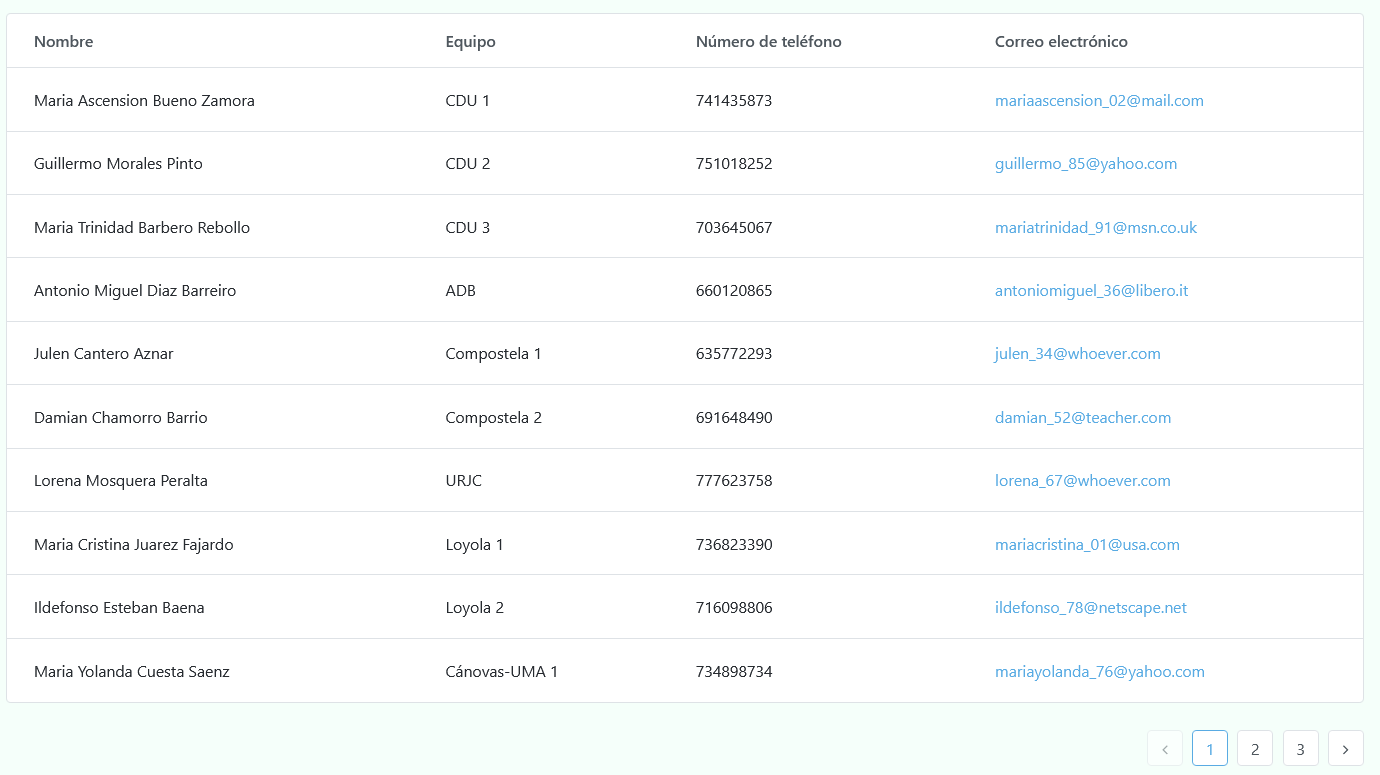 Nombre Equipo Número de teléfono Correo electrónico
Maria Ascension Bueno Zamora CDU 1 741435873 mariaascension_02@mail.com
Guillermo Morales Pinto CDU 2 751018252 guillermo_85@yahoo.com
Maria Trinidad Barbero Rebollo CDU 3 703645067 mariatrinidad_91@msn.co.uk
Antonio Miguel Diaz Barreiro ADB 660120865 antoniomiguel_36@libero.it
Julen Cantero Aznar Compostela 1 635772293 julen_34@whoever.com
Damian Chamorro Barrio Compostela 2 691648490 damian_52@teacher.com
Lorena Mosquera Peralta URJC 777623758 lorena_67@whoever.com
Maria Cristina Juarez Fajardo Loyola 1 736823390 mariacristina_01@usa.com
Ildefonso Esteban Baena Loyola 2 716098806 ildefonso_78@netscape.net
Maria Yolanda Cuesta Saenz Cánovas-UMA 1 734898734 mariayolanda_76@yahoo.com
‹ 1 2 3 ›